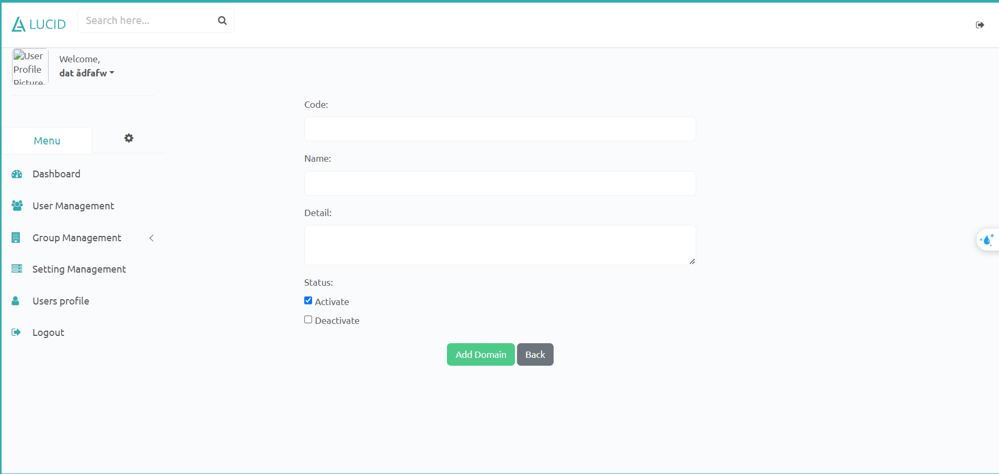 LUCID
Search here...
User
Profile
Picture
Welcome,
dat ădfafw
Menu
Dashboard
User Management
Group Management
Setting Management
Users profile
Logout
Code:
Name:
Detail:
Status:
Activate
Deactivate
Add Domain
Back